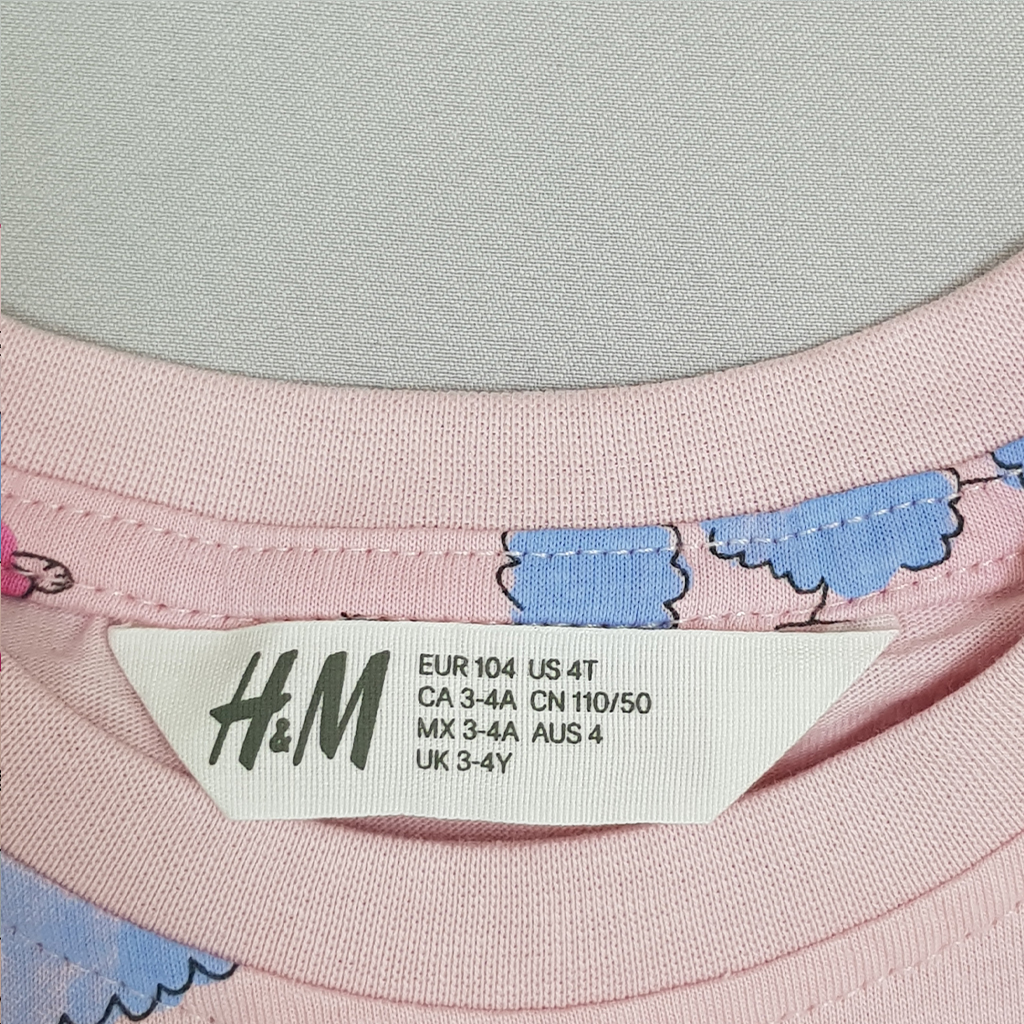 H&M
EUR 104 US 4T
CA 3-4A CN 110/50
MX 3-4A AUS 4
UK 3-4Y